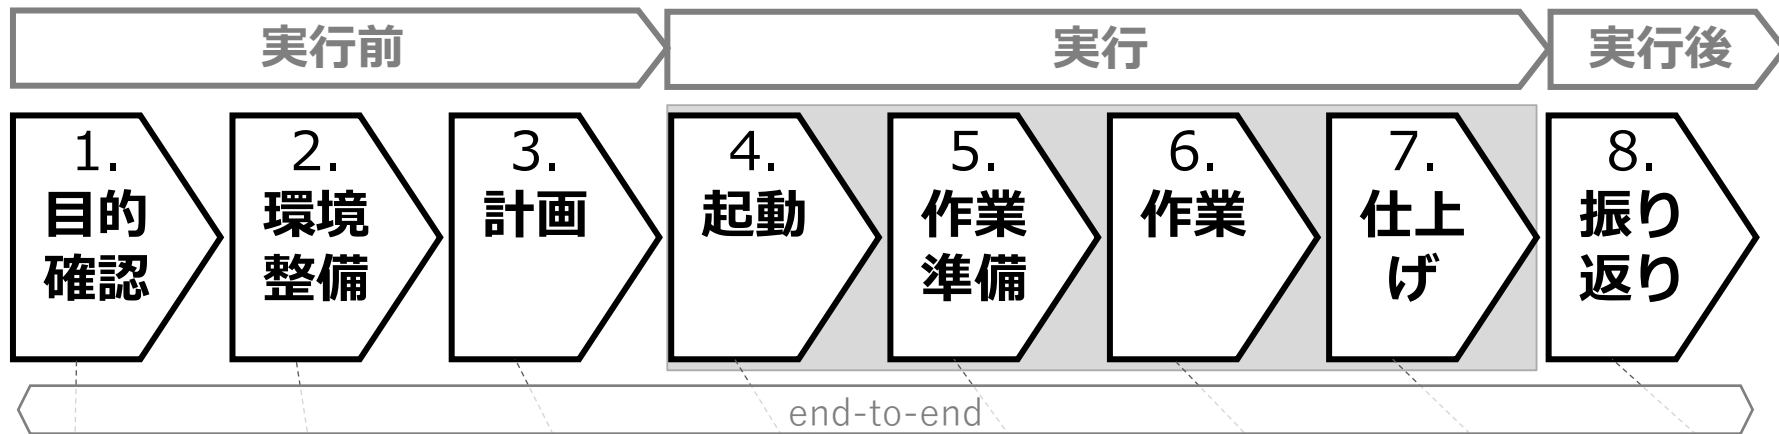 実行前
実行
実行後
1.
目的
確認
2.
環境
整備
3.
計画
4.
起動
5.
作業
準備
6.
作業
7.
仕上
げ
8.
振り
返り
end-to-end